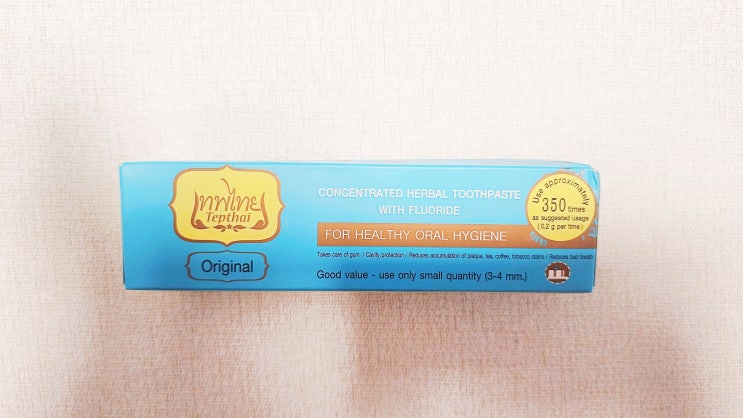 เทพไทย
Tepthai
Original
CONCENTRATED HERBAL TOOTHPASTE
WITH FLUORIDE
FOR HEALTHY ORAL HYGIENE
Takes care of gum / Cavity protection / Reduces accumulation of plaque, tea, coffee, tobacco stains / Reduces bad breath
Good value - use only small quantity (3-4 mm.)
Use approximately
350 times
as suggested usage
(0.2 g per time)